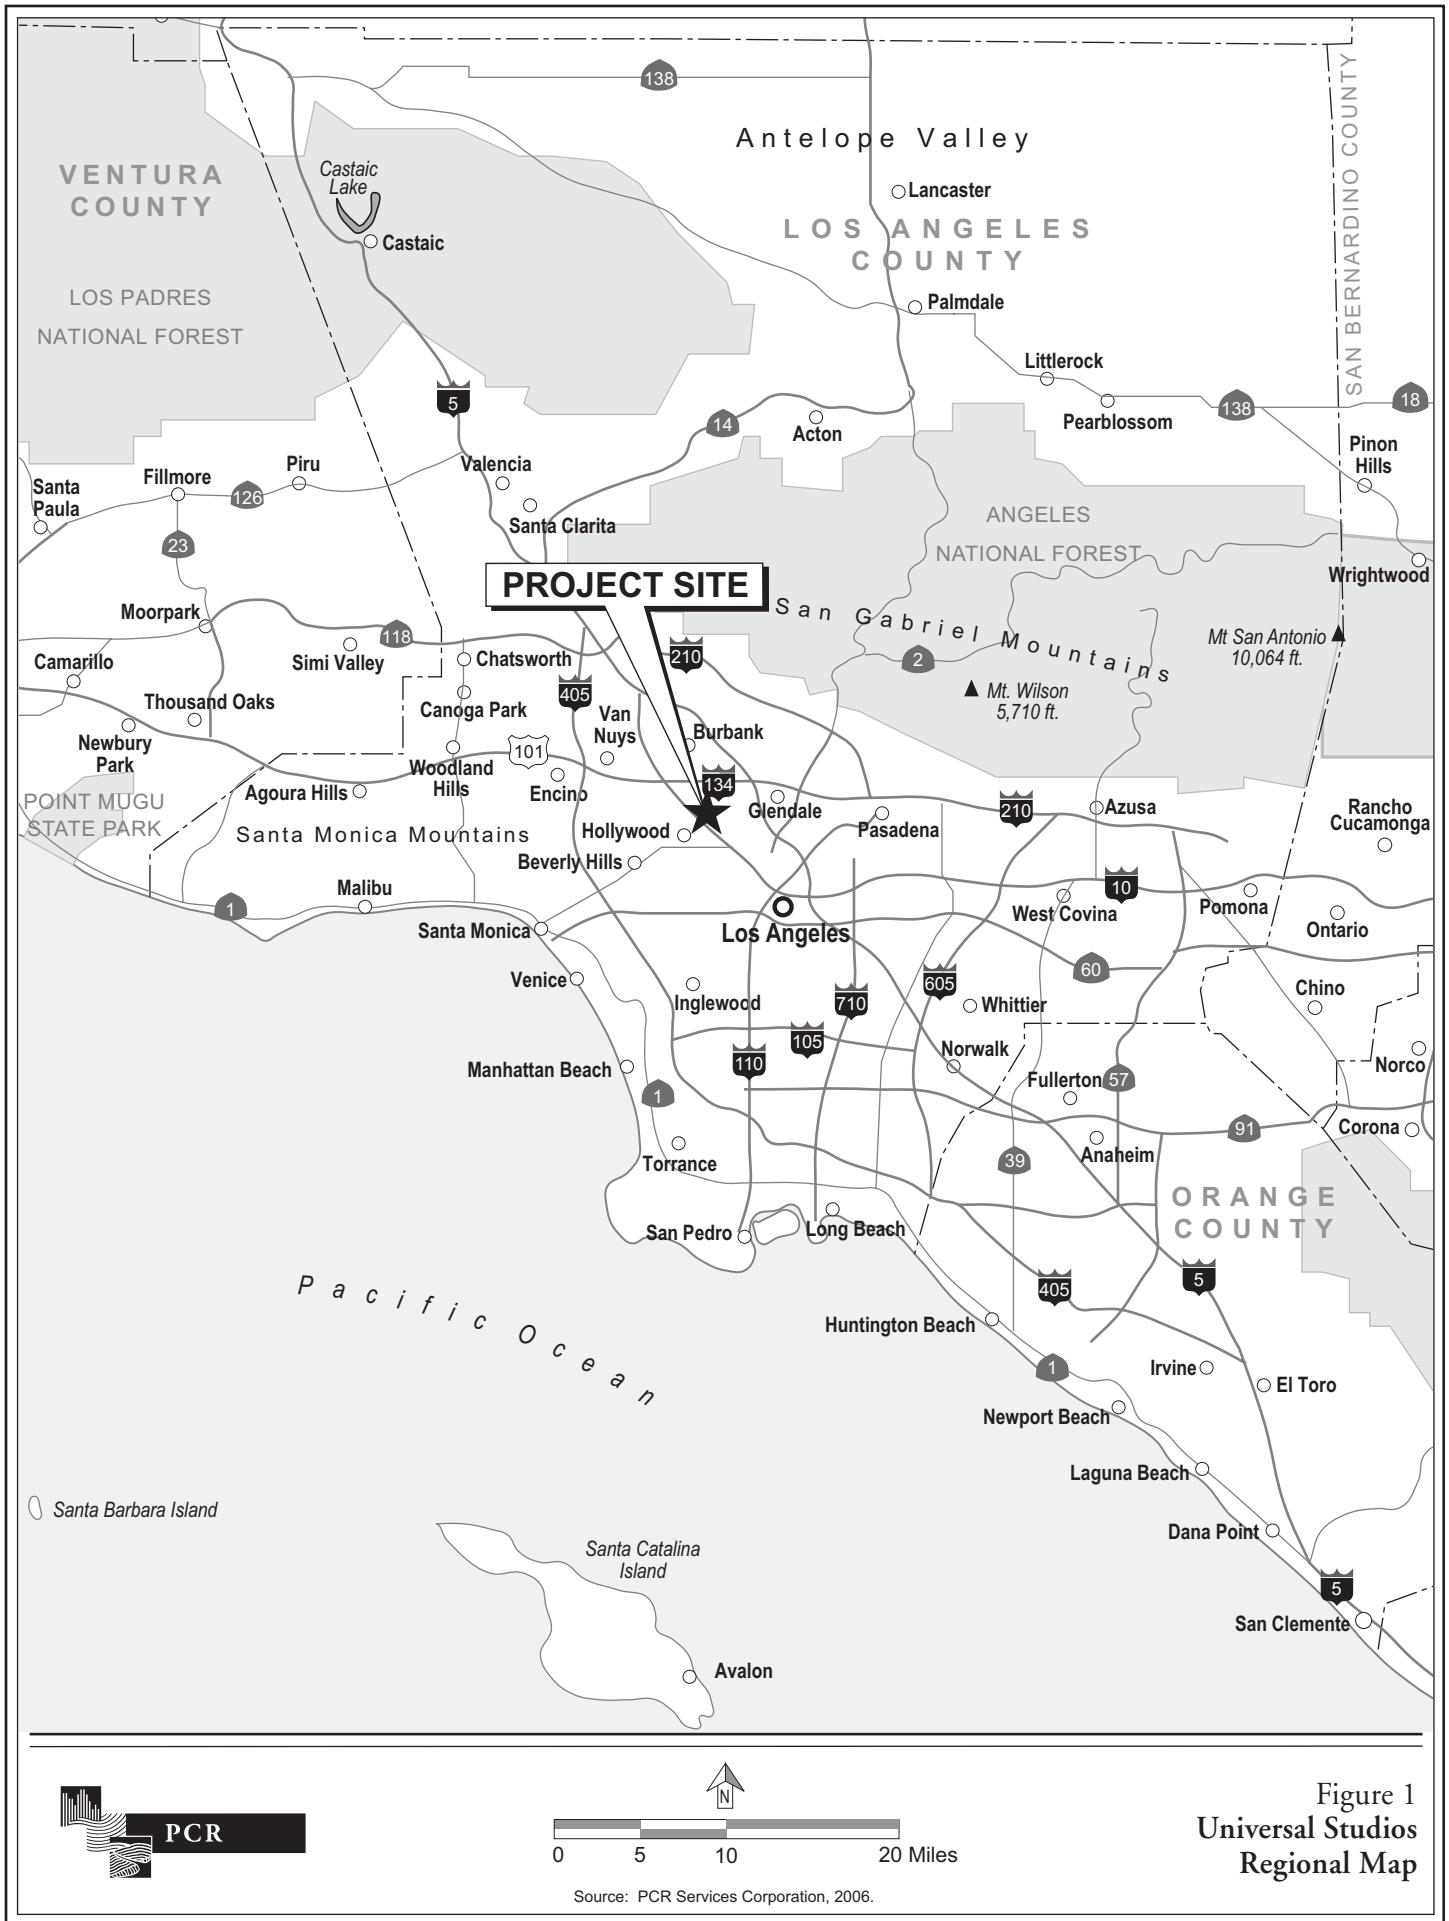 138
Antelope Valley
SAN BERNARDINO COUNTY
VENTURA
COUNTY
Castaic
Lake
Lancaster
LOS ANGELES
COUNTY
Castaic
LOS PADRES
NATIONAL FOREST
Palmdale
Littlerock
5
138
18
Pearblossom
14
Acton
Pinon
Hills
Valencia
Piru
Fillmore
126
Santa
Paula
Santa Clarita
ANGELES
NATIONAL FOREST
23
Wrightwood
PROJECT SITE
San Gabriel Mountains
Moorpark
118
Mt San Antonio
10,064 ft.
Simi Valley
Chatsworth
210
2
Camarillo
405
Mt. Wilson
5,710 ft.
Thousand Oaks
Canoga Park
Van
Nuys
Burbank
Newbury
Park
101
Woodland
Hills
134
Agoura Hills
Encino
Glendale
210
Azusa
POINT MUGU
STATE PARK
Rancho
Cucamonga
Santa Monica Mountains
Hollywood
Pasadena
Beverly Hills
Malibu
10
1
West Covina
Pomona
Santa Monica
Los Angeles
Ontario
60
Venice
605
Chino
Inglewood
710
Whittier
105
Norwalk
110
Manhattan Beach
Norco
1
Fullerton
57
91
Corona
Torrance
39
Anaheim
ORANGE
COUNTY
San Pedro
Long Beach
405
5
Pacific Ocean
Huntington Beach
1
Irvine
El Toro
Newport Beach
Laguna Beach
Santa Barbara Island
Dana Point
Santa Catalina
Island
5
San Clemente
Avalon
N
PCR
0 5 10 20 Miles
Source: PCR Services Corporation, 2006.
Figure 1
Universal Studios
Regional Map